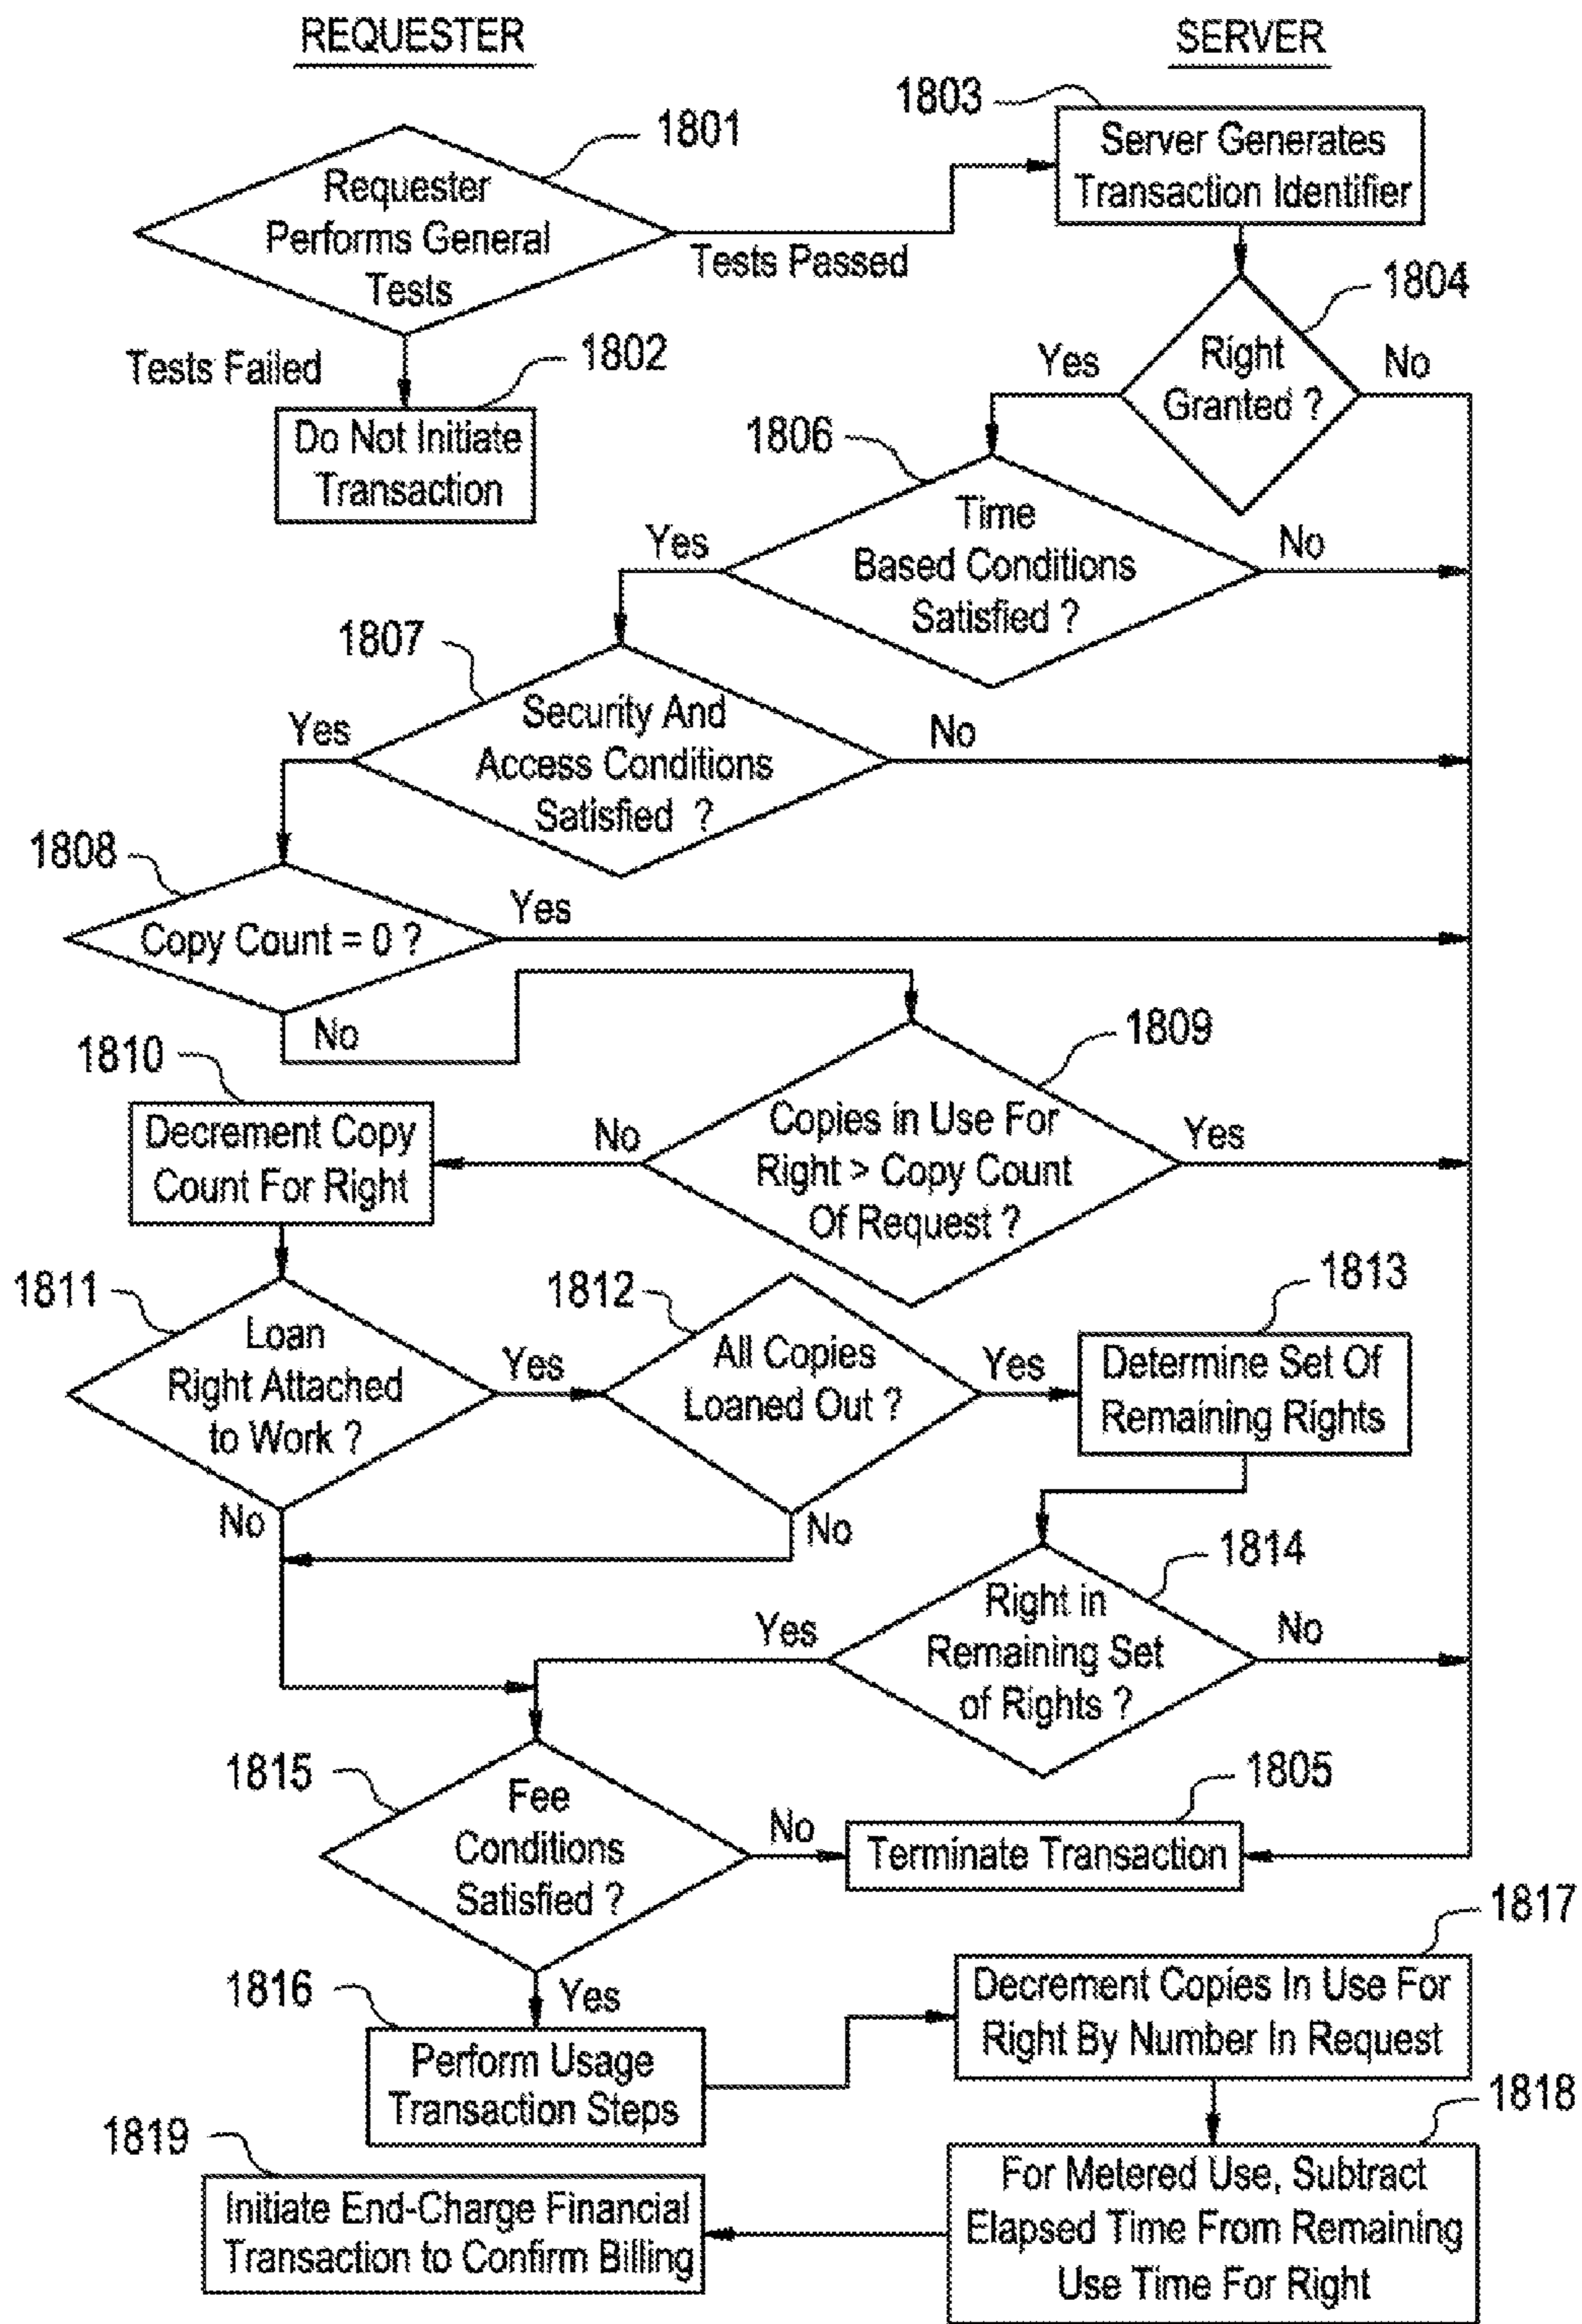 REQUESTER
SERVER
1801
1803
Requester
Performs General
Tests
Server Generates
Transaction Identifier
Tests Passed
Tests Failed
1802
Do Not Initiate
Transaction
1804
Yes
Right
Granted ?
No
1806
Yes
Time
Based Conditions
Satisfied ?
No
1807
Yes
Security And
Access Conditions
Satisfied ?
No
1808
Copy Count = 0 ?
Yes
No
1809
1810
Decrement Copy
Count For Right
No
Copies in Use For
Right > Copy Count
Of Request ?
Yes
1811
Loan
Right Attached
to Work ?
Yes
No
1812
All Copies
Loaned Out ?
Yes
No
1813
Determine Set Of
Remaining Rights
1814
Yes
Right in
Remaining Set
of Rights ?
No
1815
Fee
Conditions
Satisfied ?
No
1805
Terminate Transaction
Yes
1816
Perform Usage
Transaction Steps
1817
Decrement Copies In Use For
Right By Number In Request
1818
For Metered Use, Subtract
Elapsed Time From Remaining
Use Time For Right
1819
Initiate End-Charge Financial
Transaction to Confirm Billing